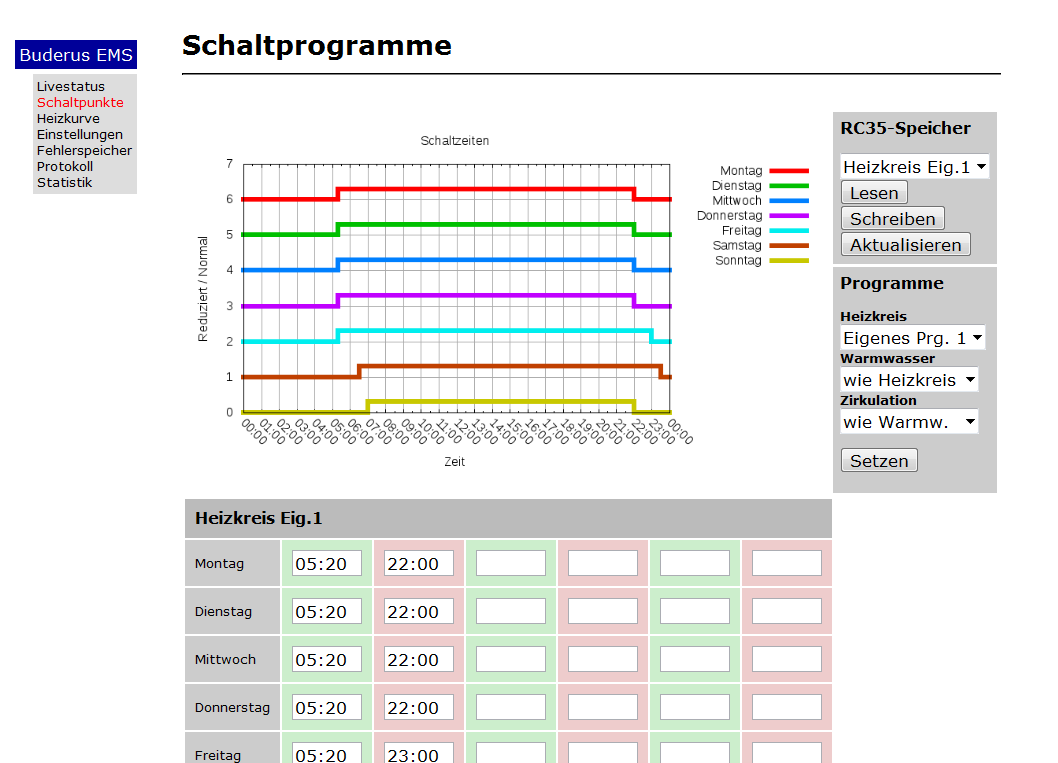 Schaltprogramme
Buderus EMS
Livestatus
Schaltpunkte
Heizkurve
Einstellungen
Fehlerspeicher
Protokoll
Statistik
Schaltzeiten
Reduziert / Normal
7
6
5
4
3
2
1
0
00:00
01:00
02:00
03:00
04:00
05:00
06:00
07:00
08:00
09:00
10:00
11:00
12:00
13:00
14:00
15:00
16:00
17:00
18:00
19:00
20:00
21:00
22:00
23:00
00:00
Zeit
Montag
Dienstag
Mittwoch
Donnerstag
Freitag
Samstag
Sonntag
RC35-Speicher
Heizkreis Eig.1
Lesen
Schreiben
Aktualisieren
Programme
Heizkreis
Eigenes Prg. 1
Warmwasser
wie Heizkreis
Zirkulation
wie Warmw.
Setzen
Heizkreis Eig.1
Montag 05:20 22:00
Dienstag 05:20 22:00
Mittwoch 05:20 22:00
Donnerstag 05:20 22:00
Freitag 05:20 23:00